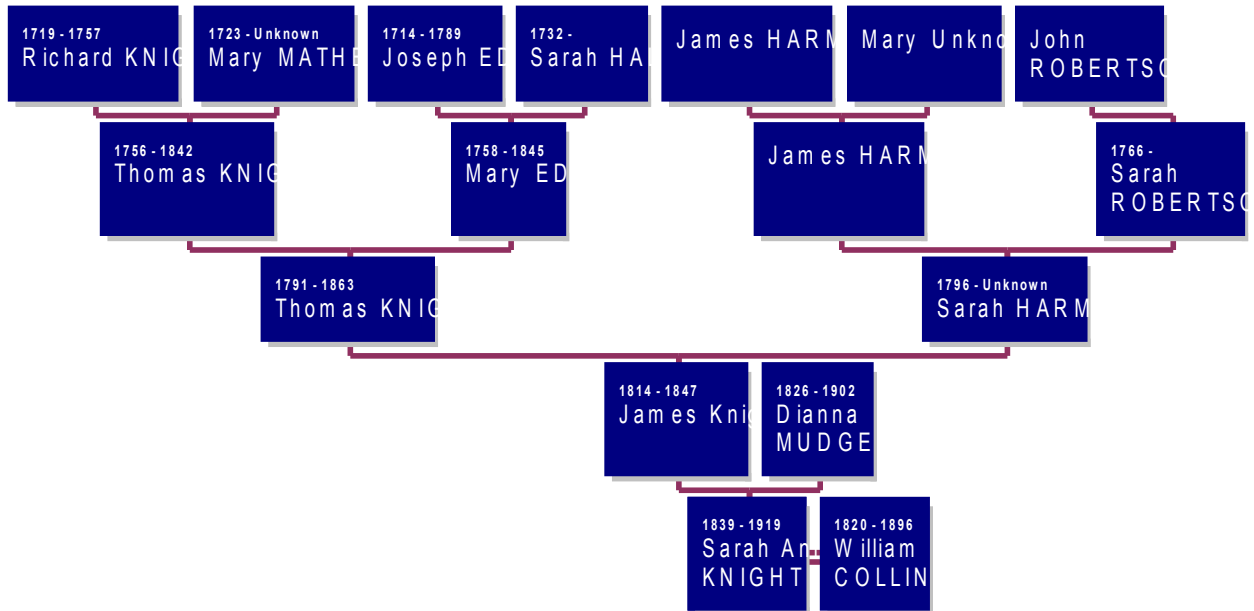 1719 - 1757
Richard KNIG
1723 - Unknown
Mary MATHE
1714 - 1789
Joseph ED
1732 -
Sarah HA
James HARM
Mary Unkno
John
ROBERTSO
1756 - 1842
Thomas KNIG
1758 - 1845
Mary ED
James HARM
1766 -
Sarah
ROBERTSO
1791 - 1863
Thomas KNIG
1796 - Unknown
Sarah HARM
1814 - 1847
James Knig
1826 - 1902
Dianna
MUDGE
1839 - 1919
Sarah An
KNIGHT
1820 - 1896
William
COLLIN